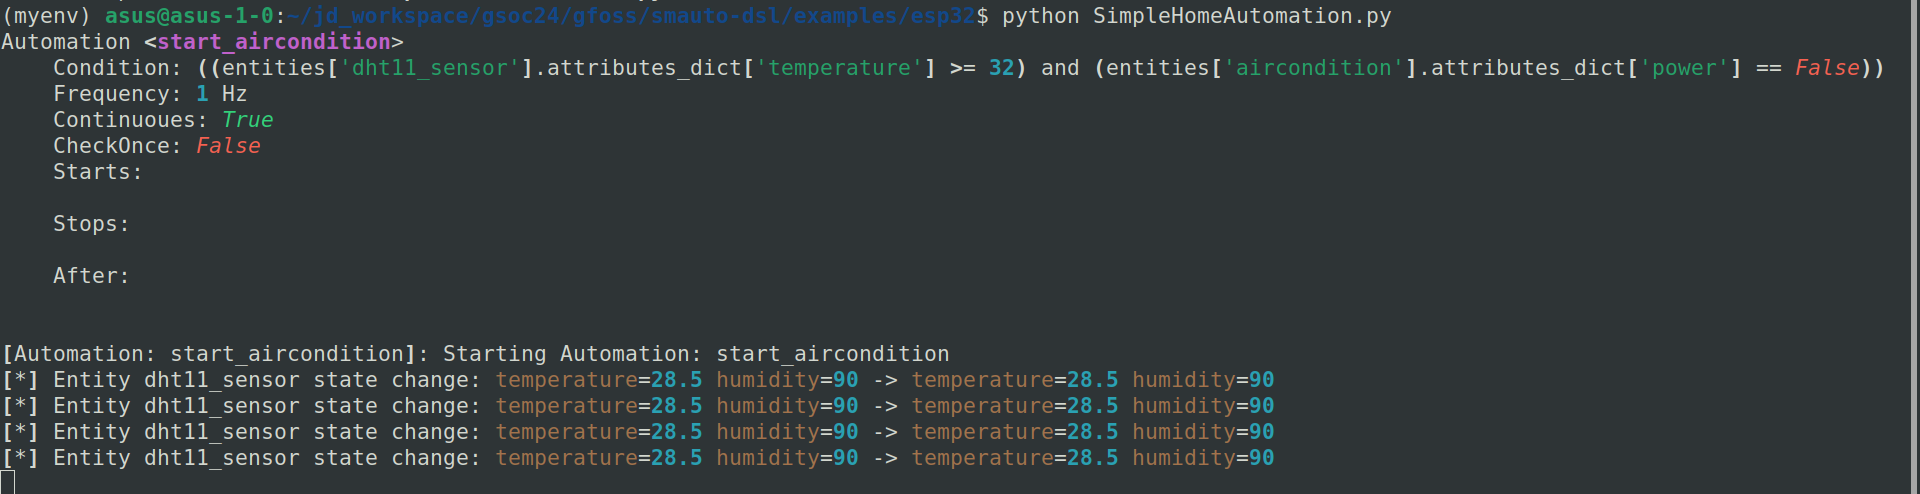 (myenv) asus@asus-1-0:~/jd_workspace/gsoc24/gfoss/smauto-dsl/examples/esp32$ python SimpleHomeAutomation.py
Automation <start_aircondition>
Condition: ((entities['dht11_sensor'].attributes_dict['temperature'] >= 32) and (entities['aircondition'].attributes_dict['power'] == False))
Frequency: 1 Hz
Continuoues: True
CheckOnce: False
Starts:
Stops:
After:
[Automation: start_aircondition]: Starting Automation: start_aircondition
[*] Entity dht11_sensor state change: temperature=28.5 humidity=90 -> temperature=28.5 humidity=90
[*] Entity dht11_sensor state change: temperature=28.5 humidity=90 -> temperature=28.5 humidity=90
[*] Entity dht11_sensor state change: temperature=28.5 humidity=90 -> temperature=28.5 humidity=90
[*] Entity dht11_sensor state change: temperature=28.5 humidity=90 -> temperature=28.5 humidity=90